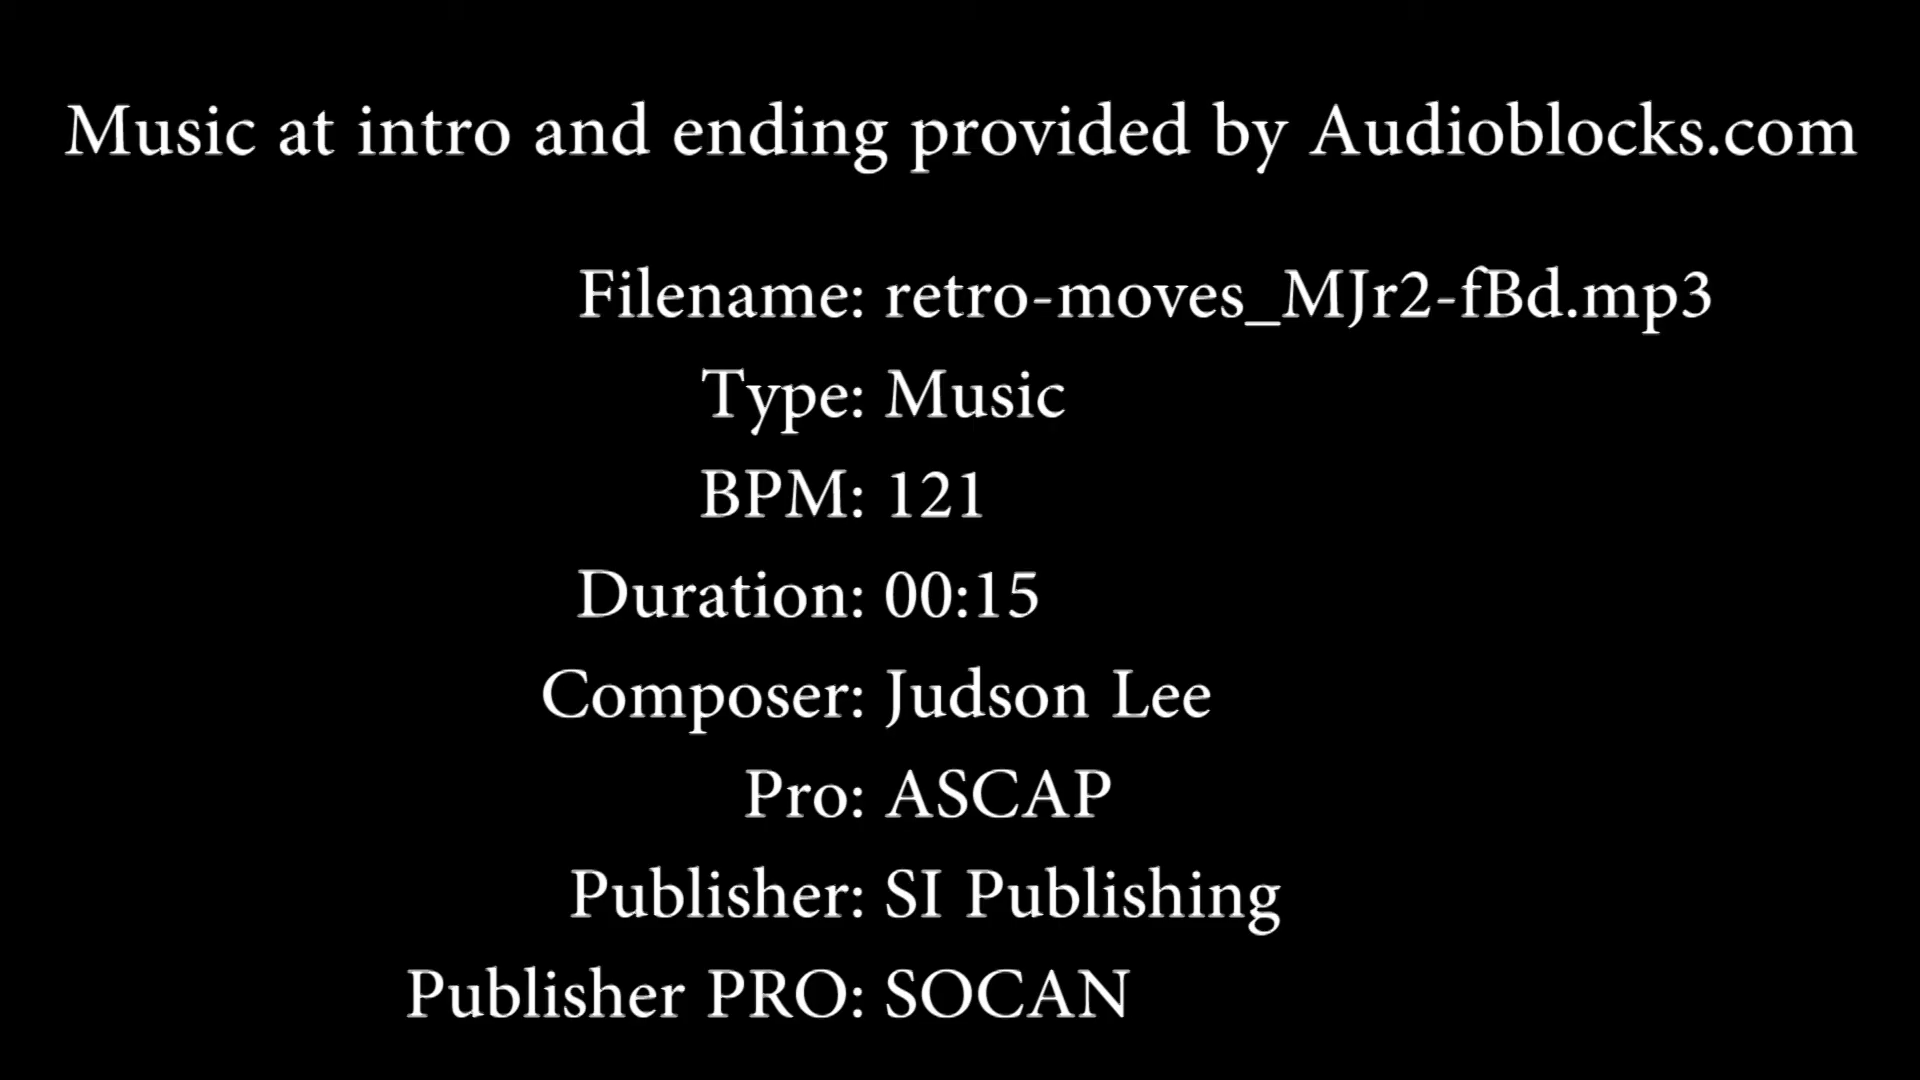 Music at intro and ending provided by Audioblocks.com
Filename: retro-moves_MJr2-fBd.mp3
Type: Music
BPM: 121
Duration: 00:15
Composer: Judson Lee
Pro: ASCAP
Publisher: SI Publishing
Publisher PRO: SOCAN